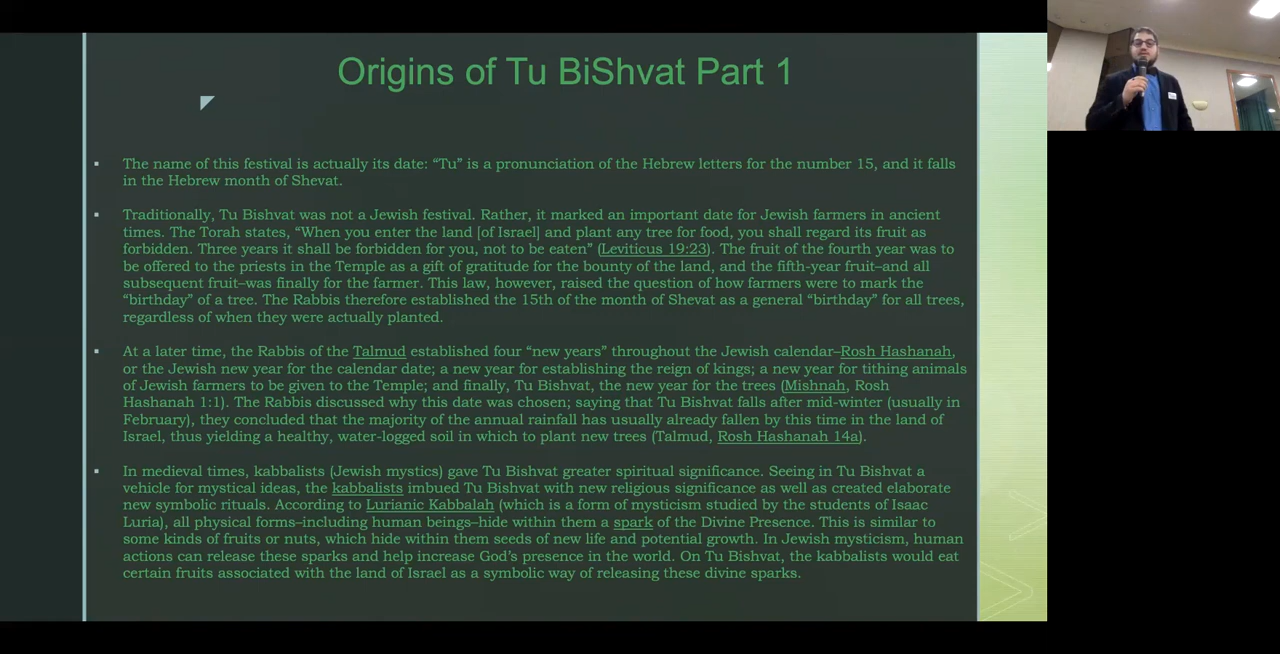 Origins of Tu BiShvat Part 1
▪ The name of this festival is actually its date: “Tu” is a pronunciation of the Hebrew letters for the number 15, and it falls
in the Hebrew month of Shevat.
▪ Traditionally, Tu Bishvat was not a Jewish festival. Rather, it marked an important date for Jewish farmers in ancient
times. The Torah states, “When you enter the land [of Israel] and plant any tree for food, you shall regard its fruit as
forbidden. Three years it shall be forbidden for you, not to be eaten” (Leviticus 19:23). The fruit of the fourth year was to
be offered to the priests in the Temple as a gift of gratitude for the bounty of the land, and the fifth-year fruit–and all
subsequent fruit–was finally for the farmer. This law, however, raised the question of how farmers were to mark the
“birthday” of a tree. The Rabbis therefore established the 15th of the month of Shevat as a general “birthday” for all trees,
regardless of when they were actually planted.
▪ At a later time, the Rabbis of the Talmud established four “new years” throughout the Jewish calendar–Rosh Hashanah,
or the Jewish new year for the calendar date; a new year for establishing the reign of kings; a new year for tithing animals
of Jewish farmers to be given to the Temple; and finally, Tu Bishvat, the new year for the trees (Mishnah, Rosh
Hashanah 1:1). The Rabbis discussed why this date was chosen; saying that Tu Bishvat falls after mid-winter (usually in
February), they concluded that the majority of the annual rainfall has usually already fallen by this time in the land of
Israel, thus yielding a healthy, water-logged soil in which to plant new trees (Talmud, Rosh Hashanah 14a).
▪ In medieval times, kabbalists (Jewish mystics) gave Tu Bishvat greater spiritual significance. Seeing in Tu Bishvat a
vehicle for mystical ideas, the kabbalists imbued Tu Bishvat with new religious significance as well as created elaborate
new symbolic rituals. According to Lurianic Kabbalah (which is a form of mysticism studied by the students of Isaac
Luria), all physical forms–including human beings–hide within them a spark of the Divine Presence. This is similar to
some kinds of fruits or nuts, which hide within them seeds of new life and potential growth. In Jewish mysticism, human
actions can release these sparks and help increase God’s presence in the world. On Tu Bishvat, the kabbalists would eat
certain fruits associated with the land of Israel as a symbolic way of releasing these divine sparks.